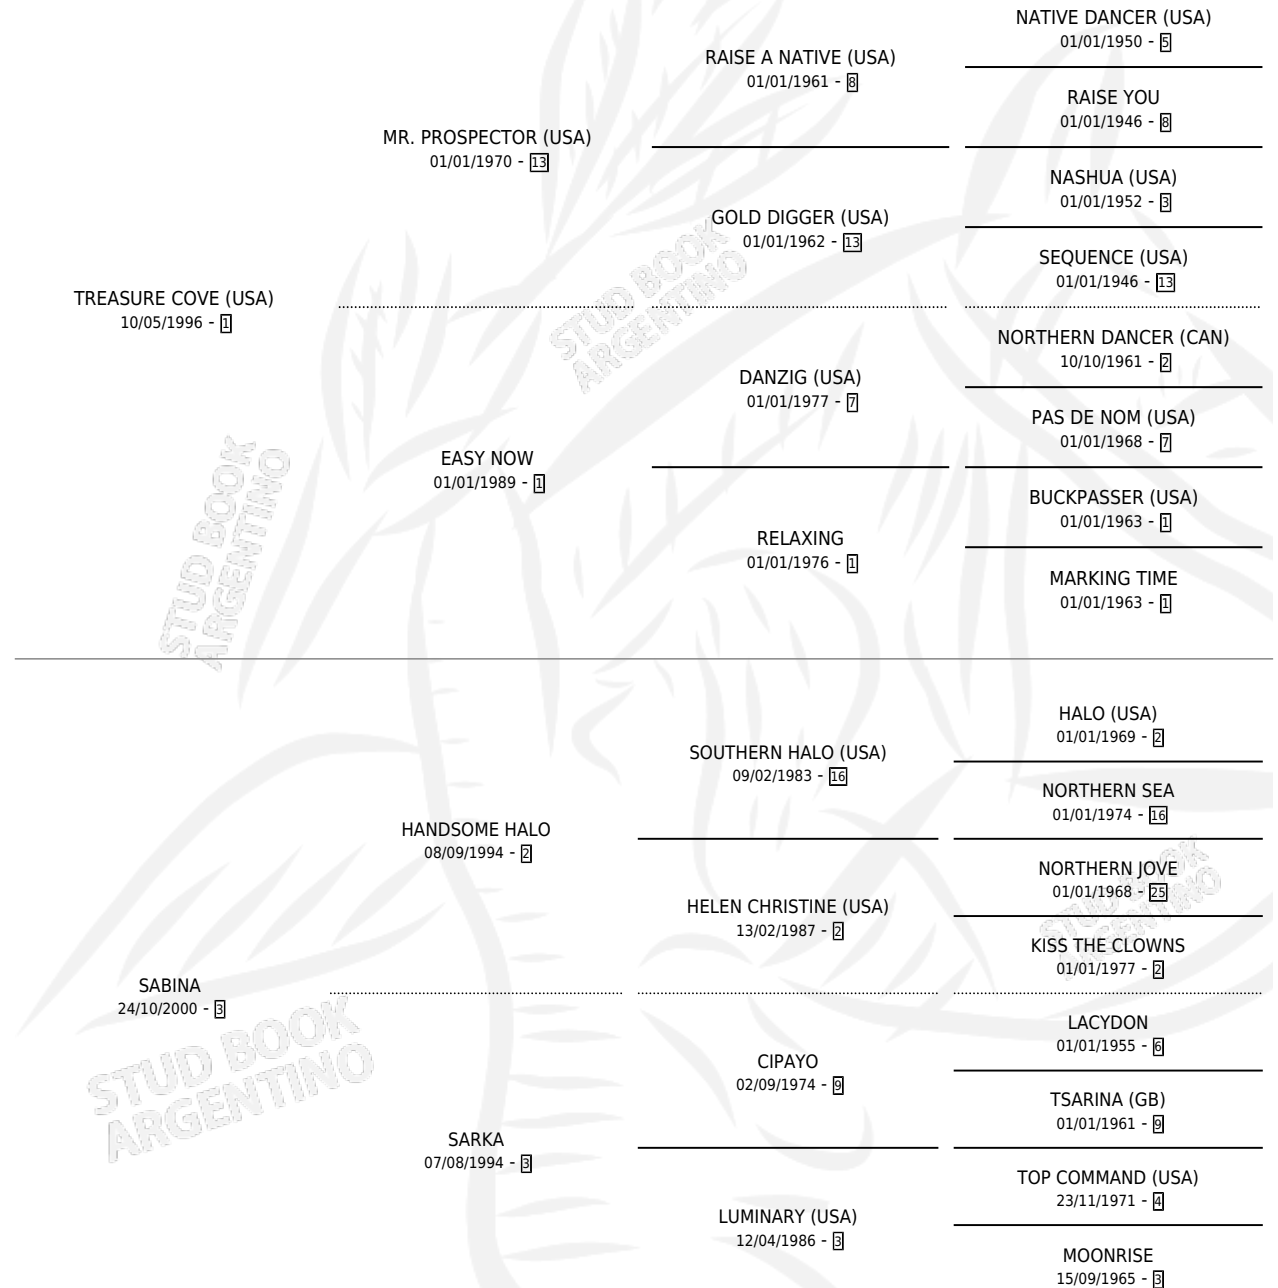 NATIVE DANCER (USA)
01/01/1950 - 5
RAISE A NATIVE (USA)
01/01/1961 - 8
RAISE YOU
01/01/1946 - 8
MR. PROSPECTOR (USA)
01/01/1970 - 13
NASHUA (USA)
01/01/1952 - 3
GOLD DIGGER (USA)
01/01/1962 - 13
SEQUENCE (USA)
01/01/1946 - 13
TREASURE COVE (USA)
10/05/1996 - 1
STUD BOOK
ARGENTINO
NORTHERN DANCER (CAN)
10/10/1961 - 2
DANZIG (USA)
01/01/1977 - 7
PAS DE NOM (USA)
01/01/1968 - 7
EASY NOW
01/01/1989 - 1
BUCKPASSER (USA)
01/01/1963 - 1
RELAXING
01/01/1976 - 1
MARKING TIME
01/01/1963 - 1
STUD BOOK
ARGENTINO
HALO (USA)
01/01/1969 - 2
SOUTHERN HALO (USA)
09/02/1983 - 16
NORTHERN SEA
01/01/1974 - 16
HANDSOME HALO
08/09/1994 - 2
NORTHERN JOVE
01/01/1968 - 25
HELEN CHRISTINE (USA)
13/02/1987 - 2
STUD BOOK
ARGENTINO
KISS THE CLOWNS
01/01/1977 - 2
SABINA
24/10/2000 - 3
STUD BOOK
ARGENTINO
LACYDON
01/01/1955 - 6
CIPAYO
02/09/1974 - 9
TSARINA (GB)
01/01/1961 - 9
SARKA
07/08/1994 - 3
TOP COMMAND (USA)
23/11/1971 - 4
LUMINARY (USA)
12/04/1986 - 3
MOONRISE
15/09/1965 - 3